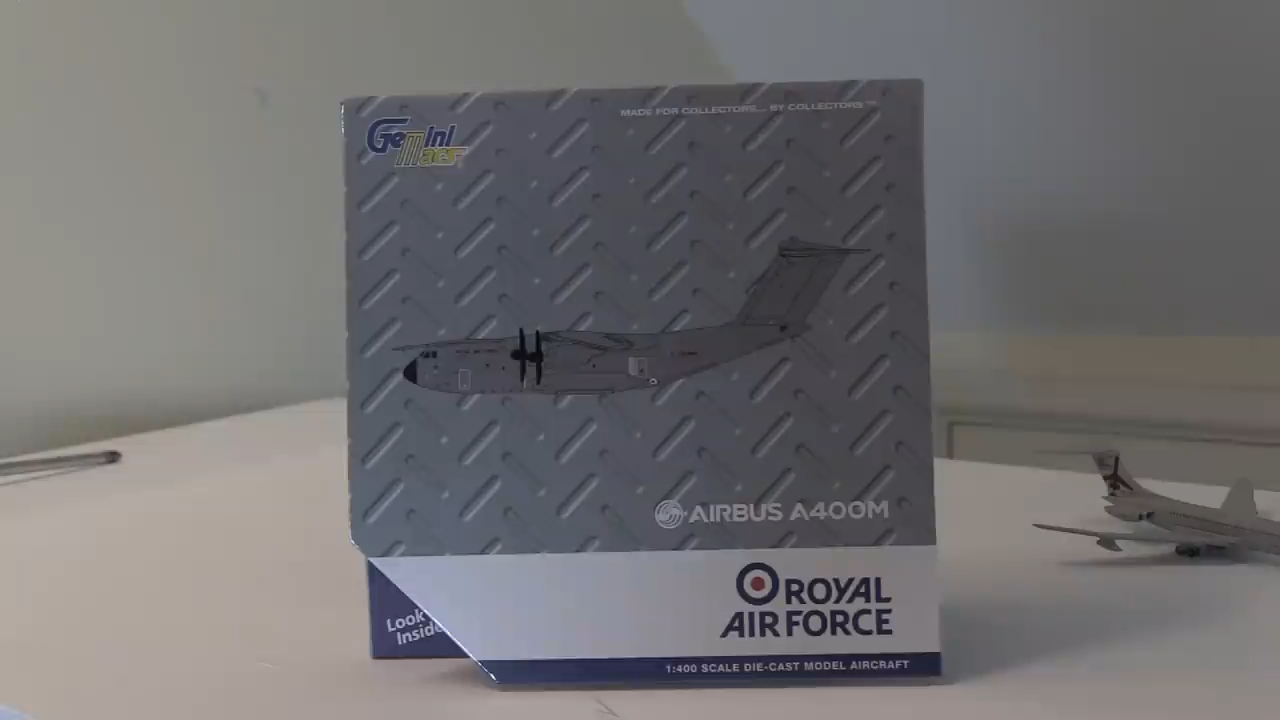 MADE FOR COLLECTORS... BY COLLECTORS™
Gemini
Macs
AIRBUS A400M
ROYAL
AIR FORCE
Look
Inside
1:400 SCALE DIE-CAST MODEL AIRCRAFT